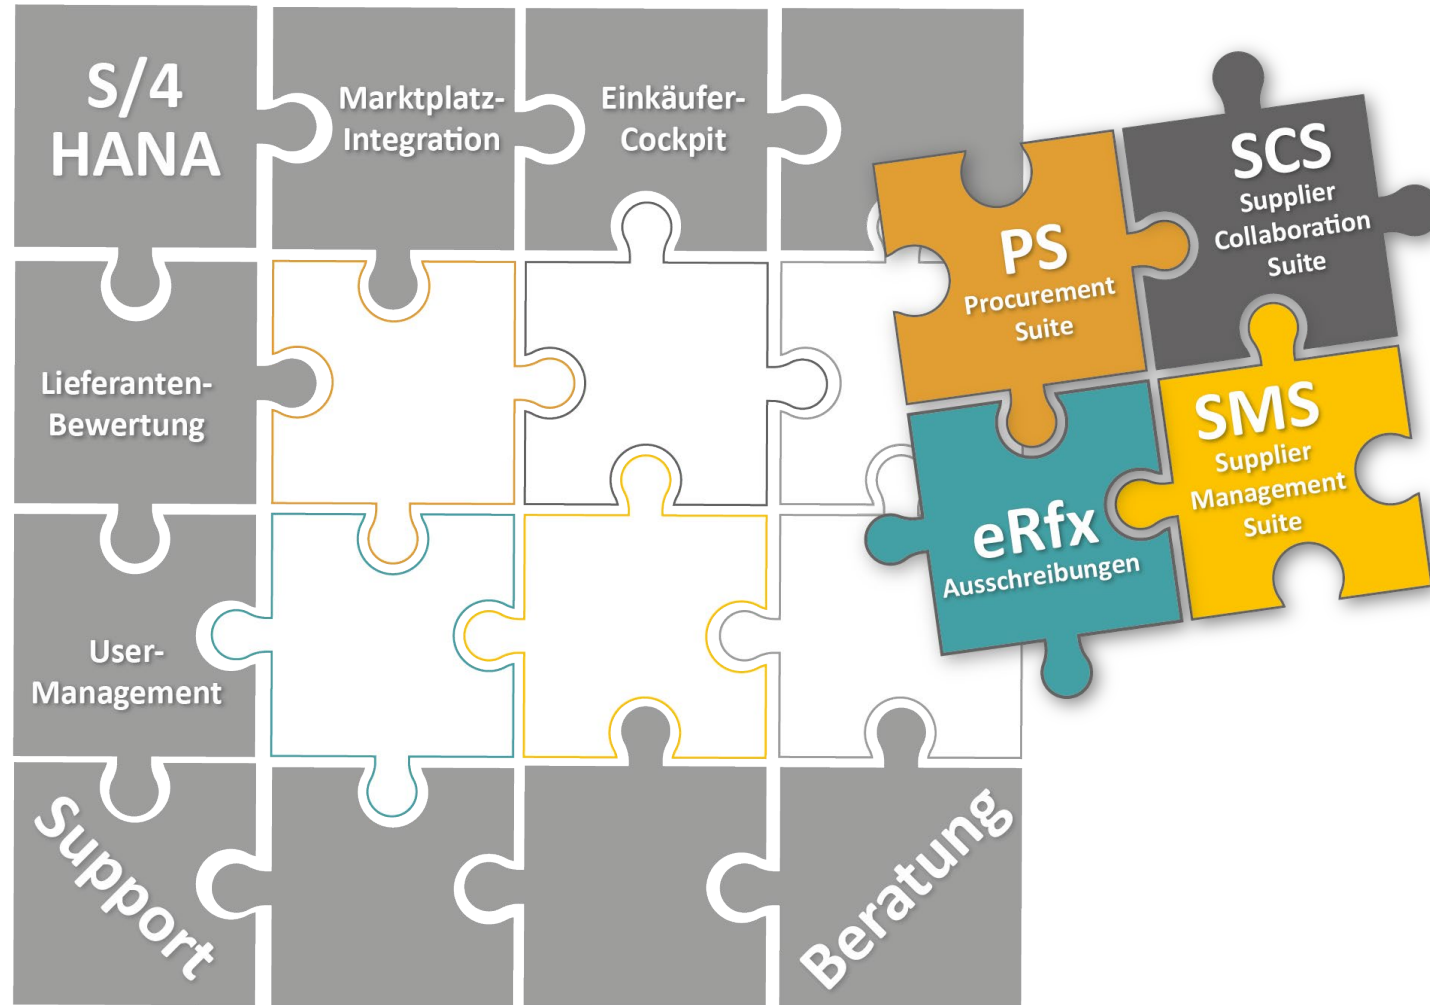 S/4
HANA
Marktplatz-
Integration
Einkäufer-
Cockpit
SCS
Supplier
Collaboration
Suite
PS
Procurement
Suite
Lieferanten-
Bewertung
SMS
Supplier
Management
Suite
eRfx
Ausschreibungen
User-
Management
Support
Beratung